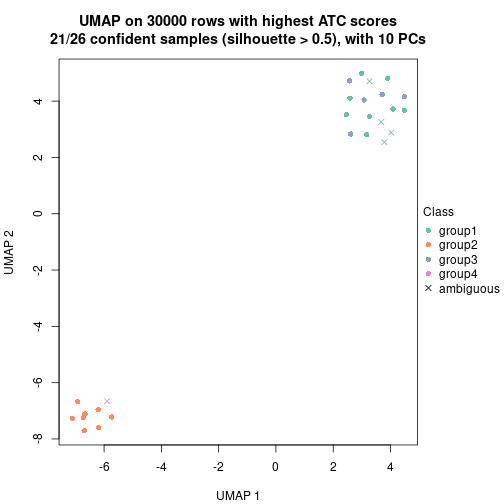 UMAP on 30000 rows with highest ATC scores
21/26 confident samples (silhouette > 0.5), with 10 PCs
4
2
0
-2
-4
-6
-8
UMAP 2
-6
-4
-2
0
2
4
UMAP 1
Class
group1
group2
group3
group4
ambiguous